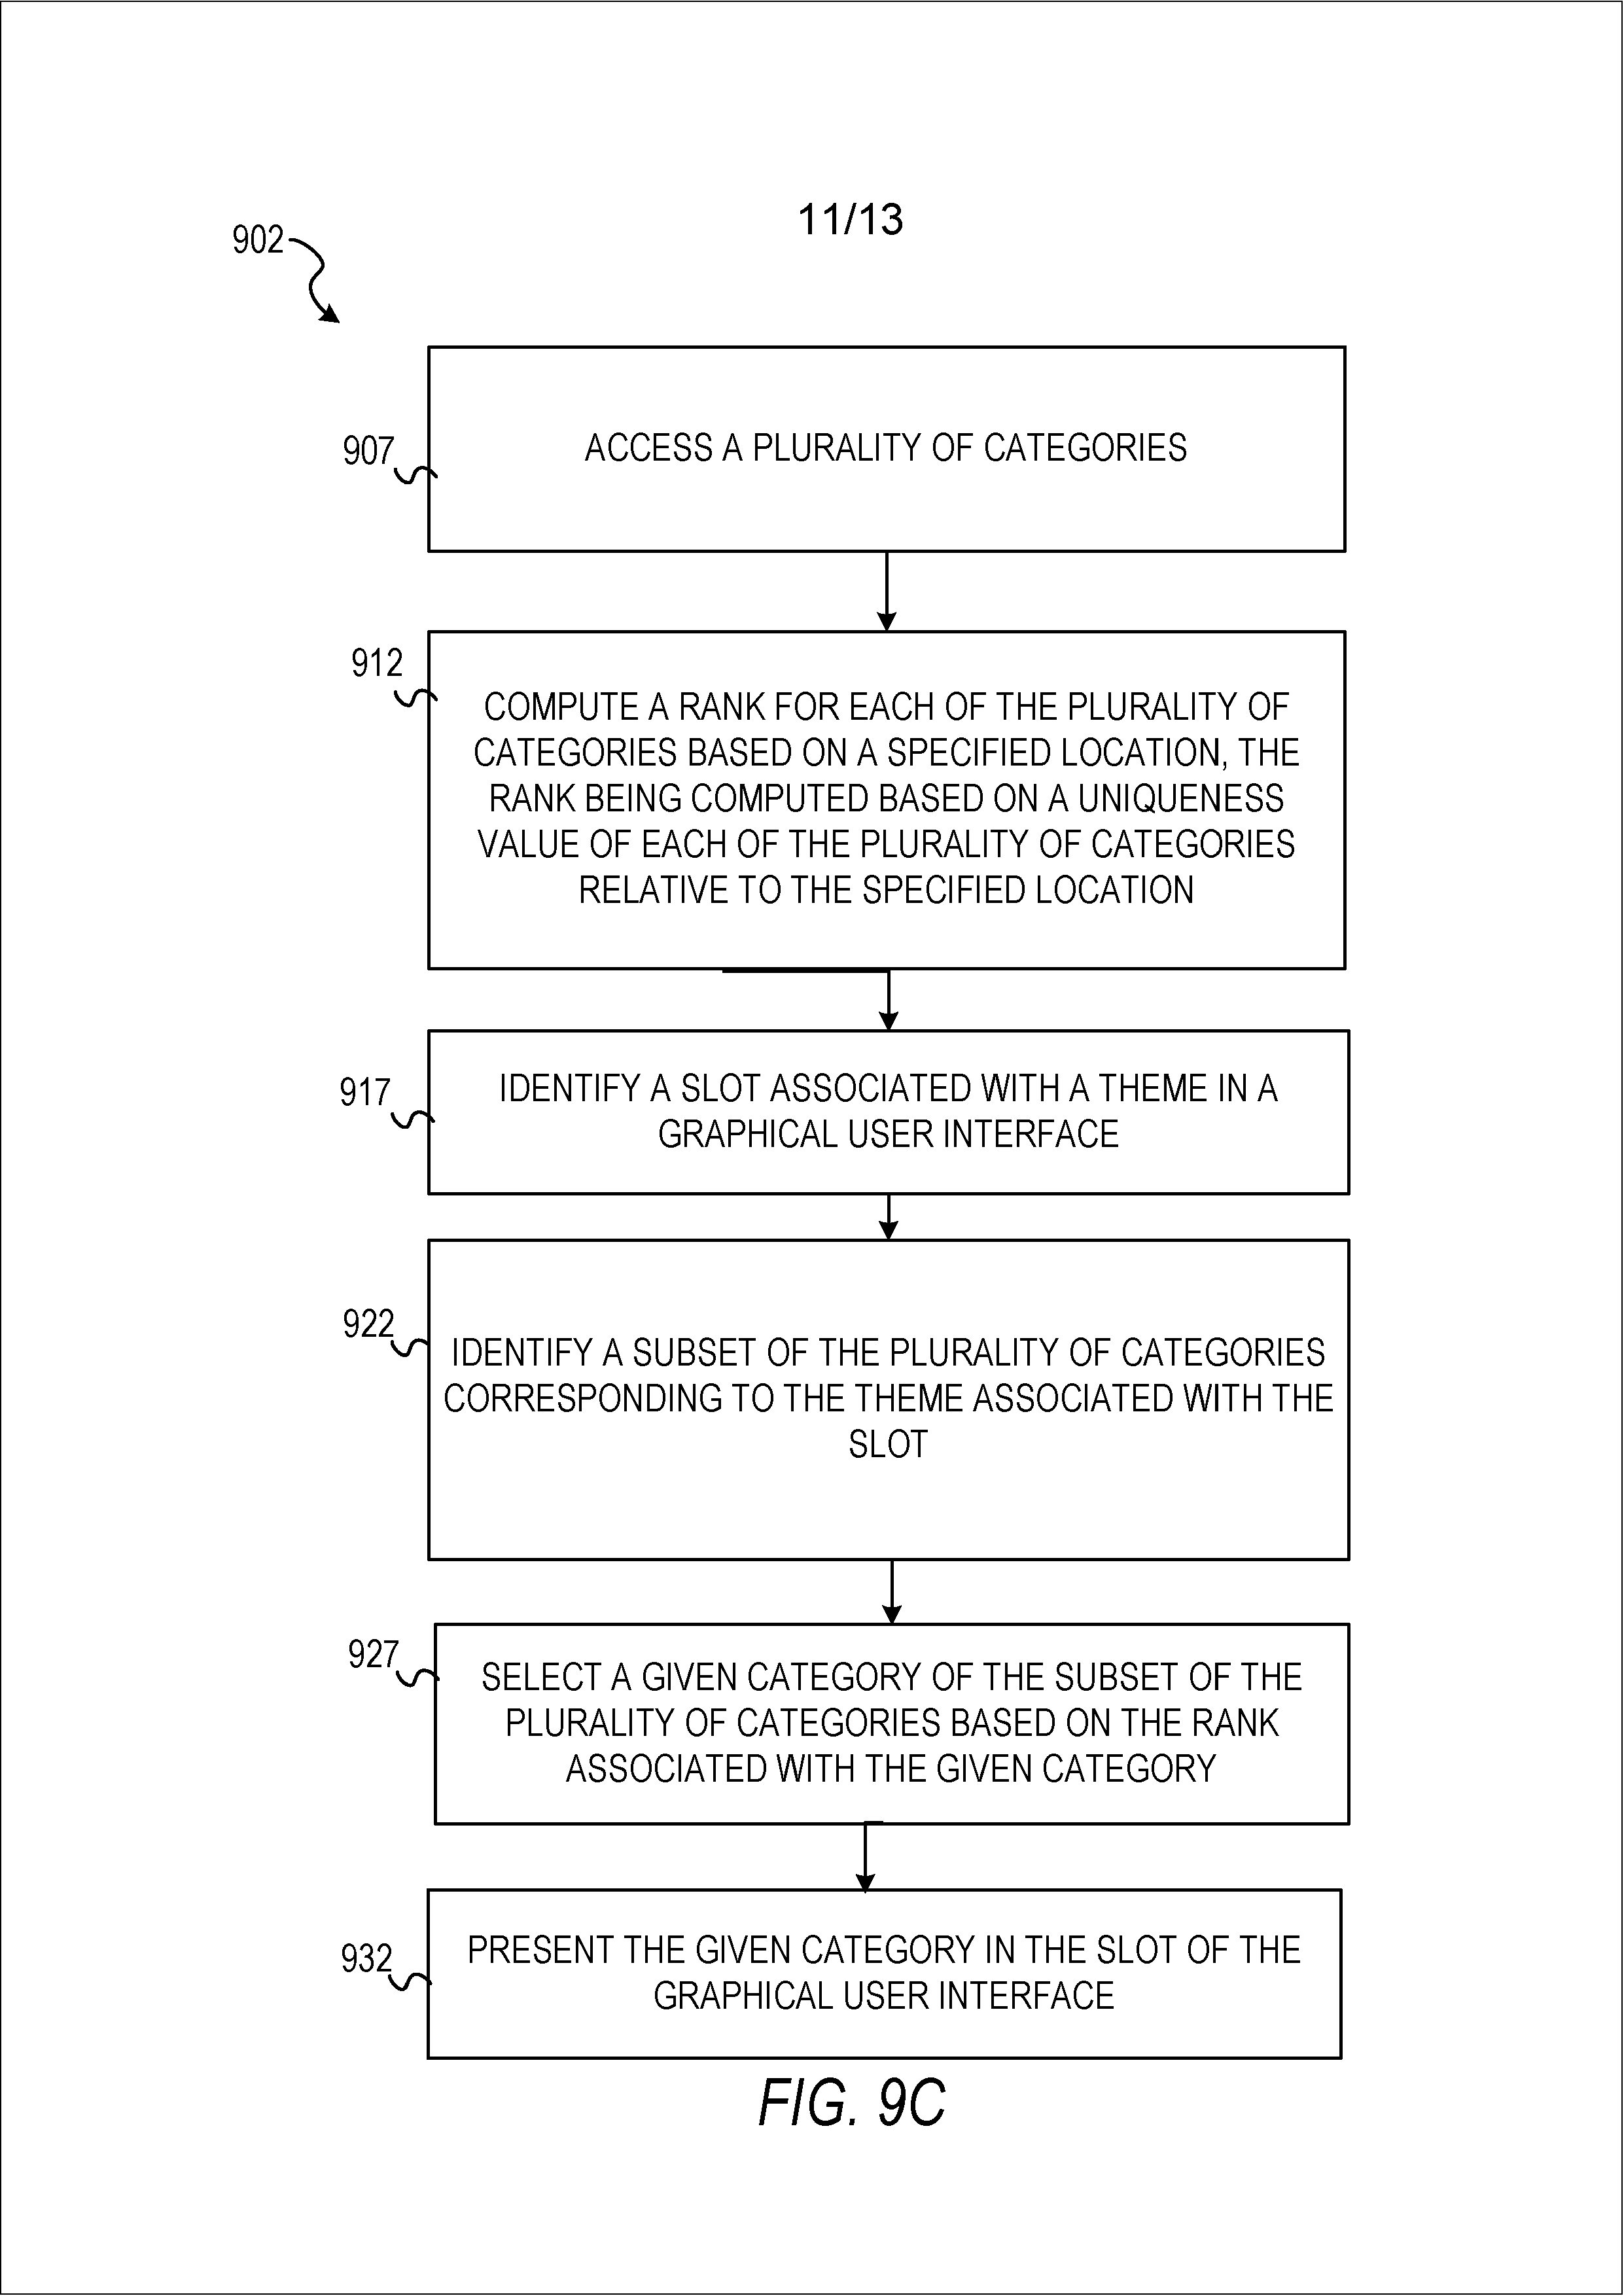 11/13
902
907
ACCESS A PLURALITY OF CATEGORIES
912
COMPUTE A RANK FOR EACH OF THE PLURALITY OF
CATEGORIES BASED ON A SPECIFIED LOCATION, THE
RANK BEING COMPUTED BASED ON A UNIQUENESS
VALUE OF EACH OF THE PLURALITY OF CATEGORIES
RELATIVE TO THE SPECIFIED LOCATION
917
IDENTIFY A SLOT ASSOCIATED WITH A THEME IN A
GRAPHICAL USER INTERFACE
922
IDENTIFY A SUBSET OF THE PLURALITY OF CATEGORIES
CORRESPONDING TO THE THEME ASSOCIATED WITH THE
SLOT
927
SELECT A GIVEN CATEGORY OF THE SUBSET OF THE
PLURALITY OF CATEGORIES BASED ON THE RANK
ASSOCIATED WITH THE GIVEN CATEGORY
932
PRESENT THE GIVEN CATEGORY IN THE SLOT OF THE
GRAPHICAL USER INTERFACE
FIG. 9C